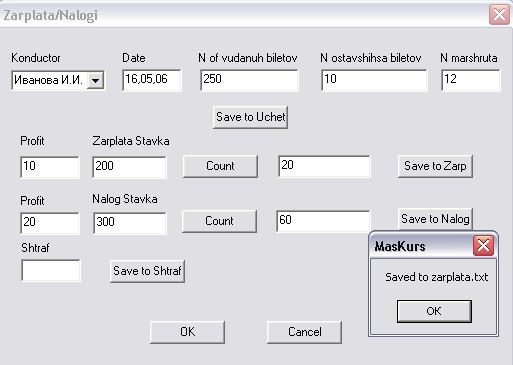 Zarplata/Nalogi
Konductor Date N of vudanuh biletov N ostavshihsa biletov N marshruta
Иванова И.И. 16,05,06 250 10 12
Save to Uchet
Profit Zarplata Stavka
10 200 Count 20 Save to Zarp
Profit Nalog Stavka
20 300 Count 60 Save to Nalog
Shtraf
Save to Shtraf
MasKurs
Saved to zarplata.txt
OK
OK Cancel